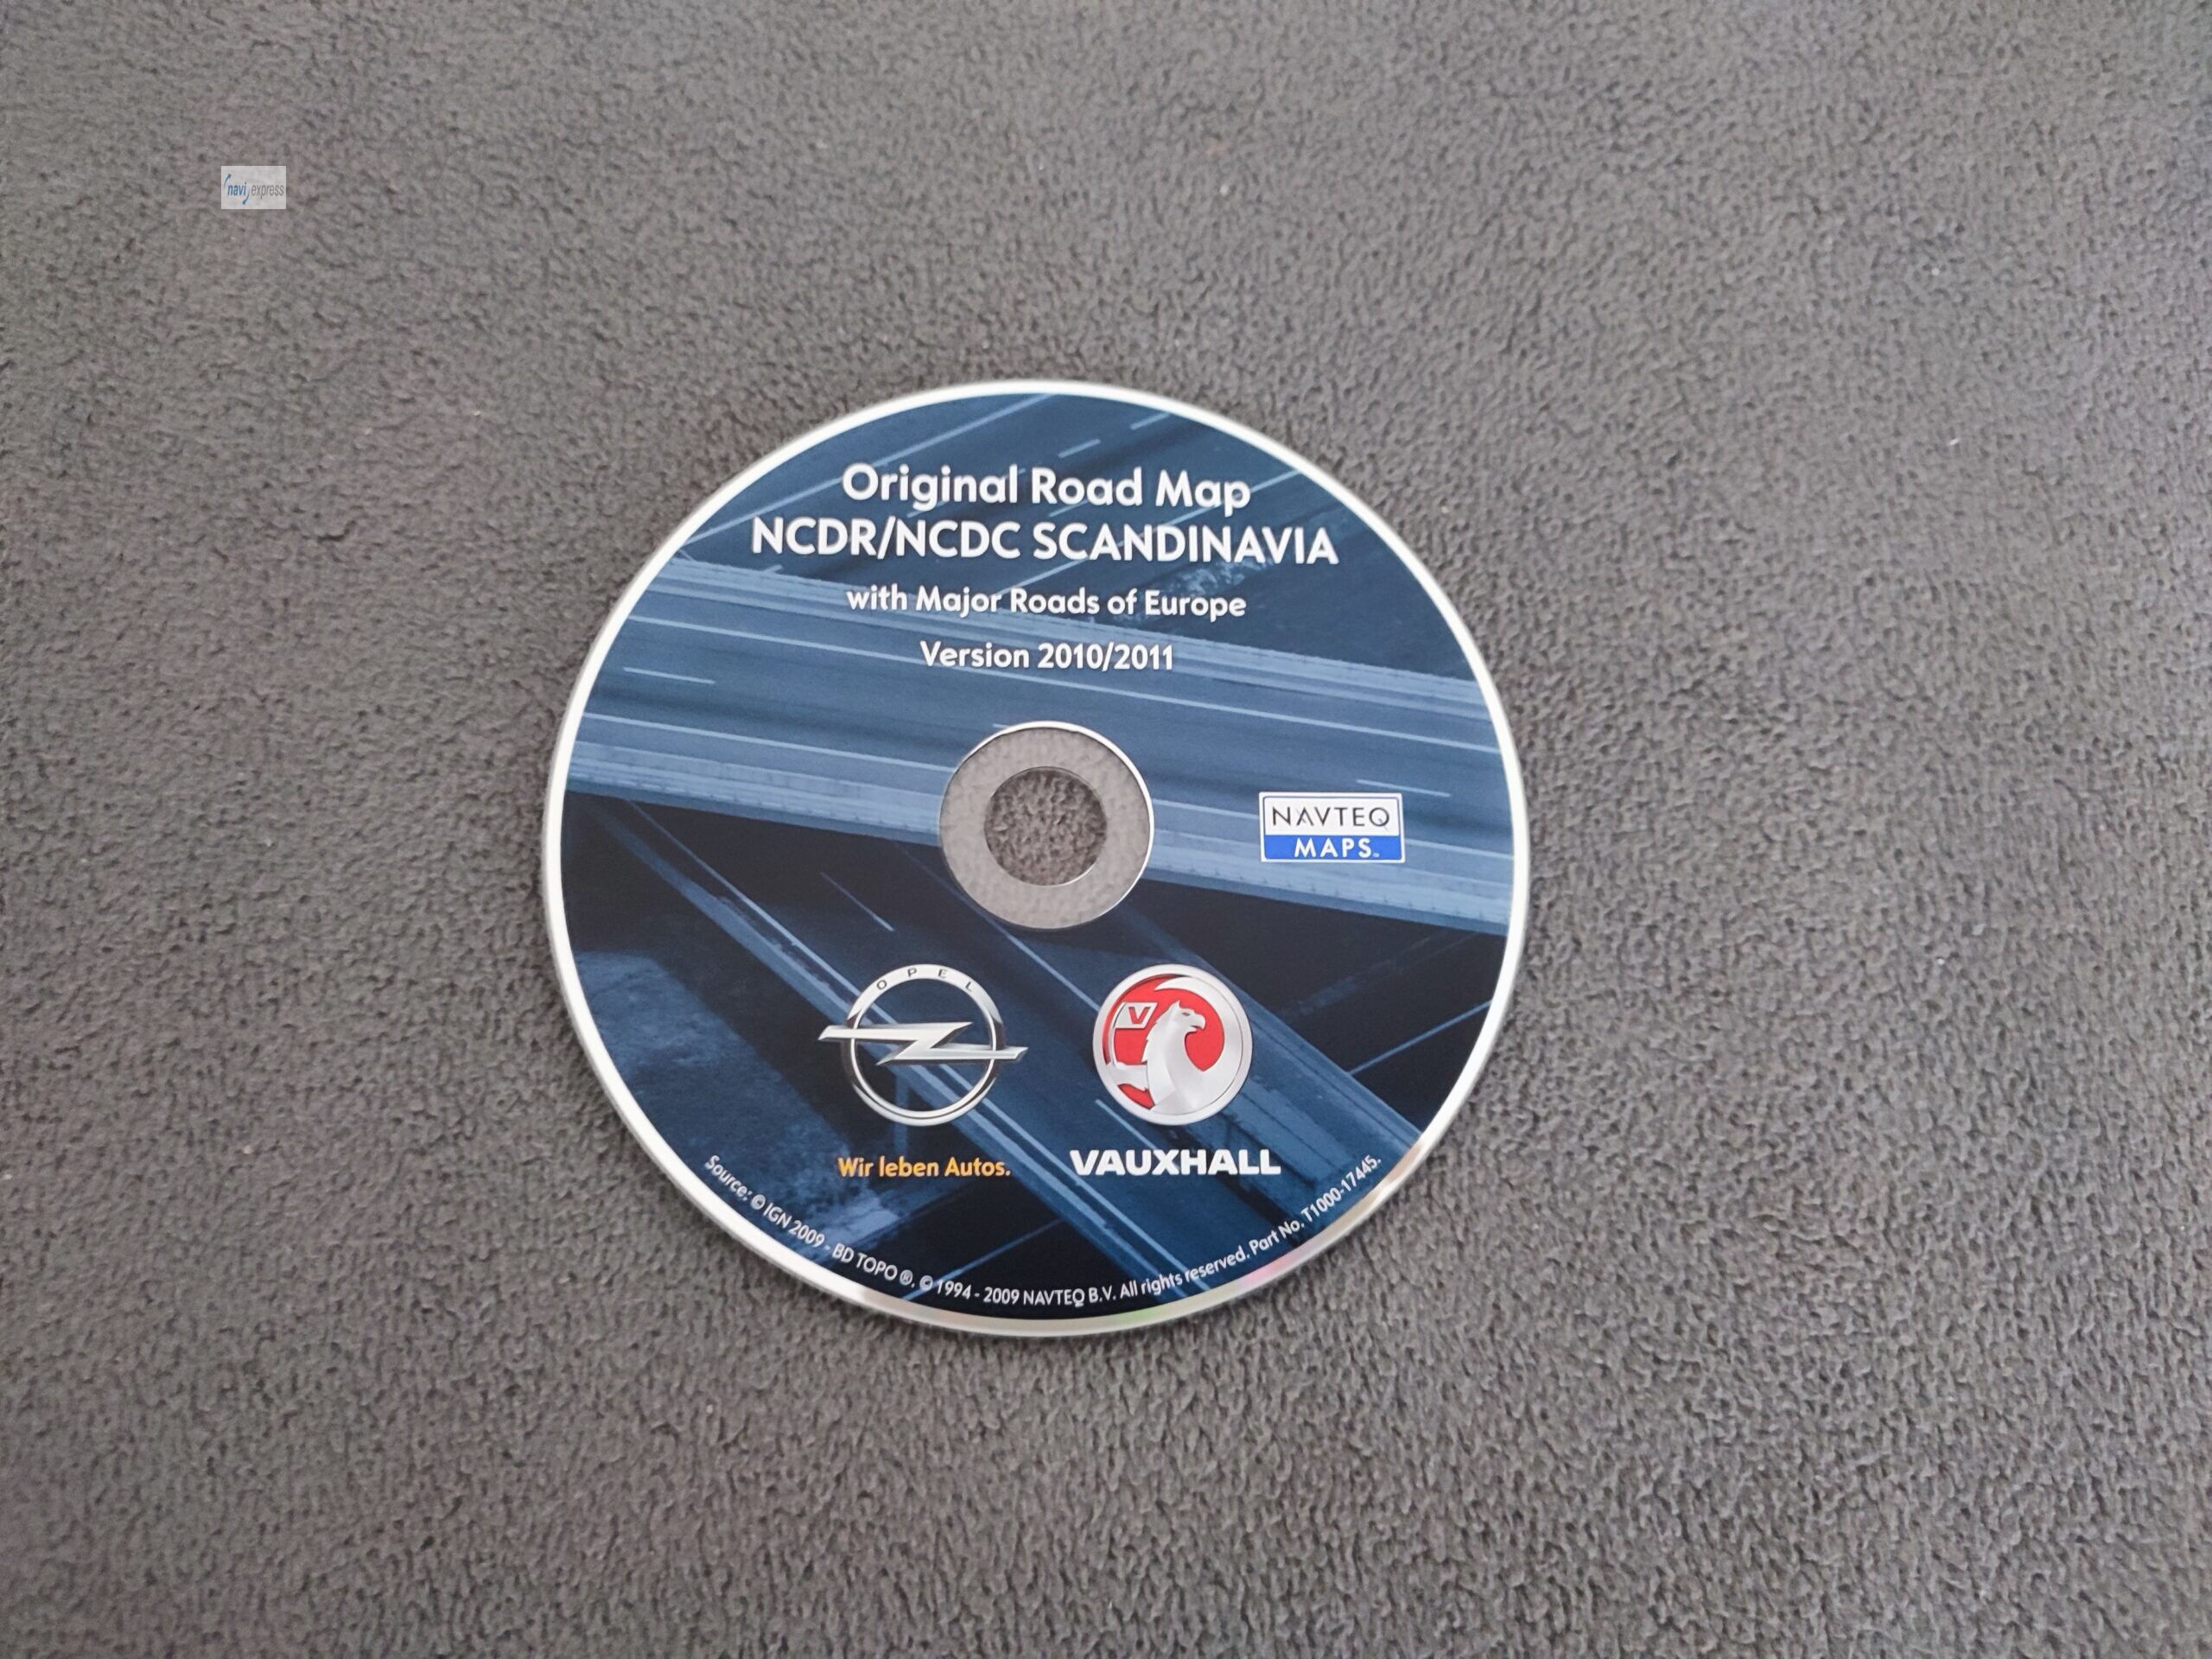 navi express
Original Road Map
NCDR/NCDC SCANDINAVIA
with Major Roads of Europe
Version 2010/2011
NAVTEQ
MAPS™
OPEL
V
Wir leben Autos.
VAUXHALL
Source: © IGN 2009 - BD TOPO ®. © 1994 - 2009 NAVTEQ B.V. All rights reserved. Part No. T1000-17445.